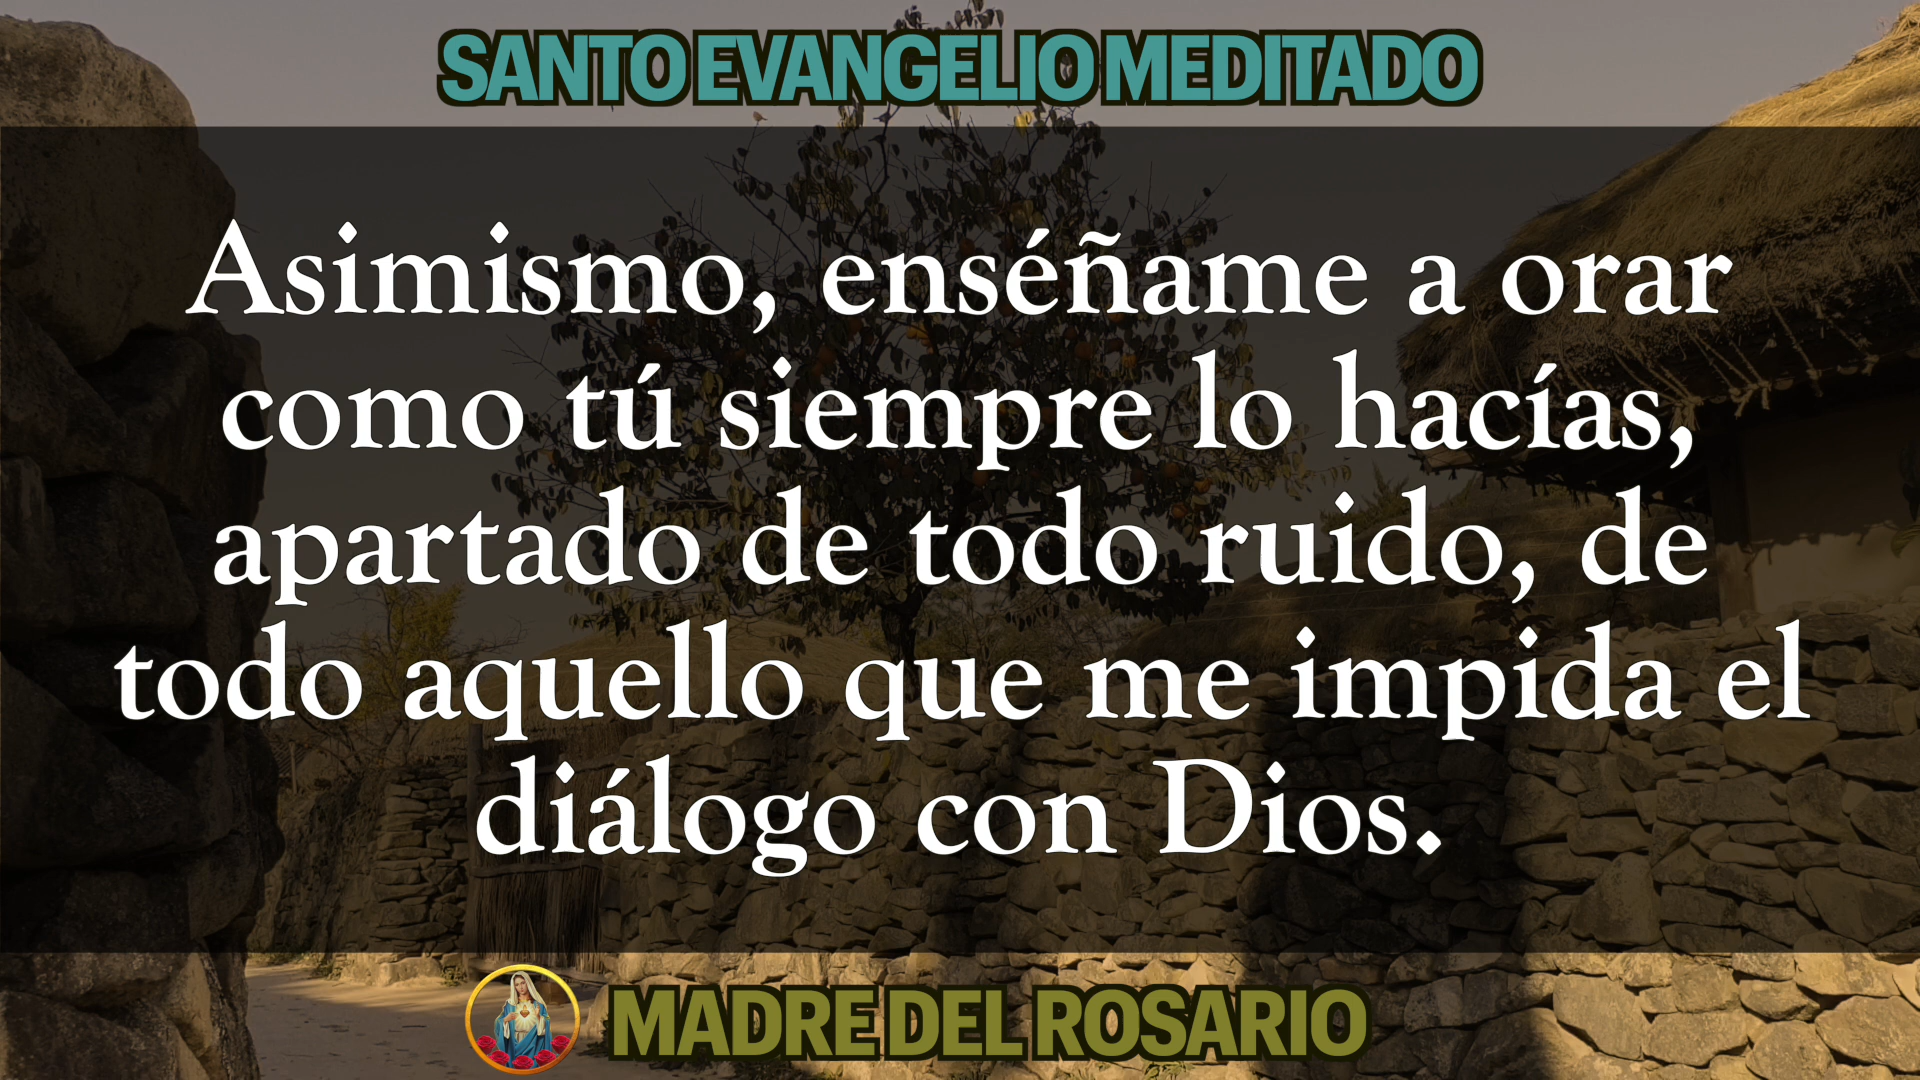 SANTO EVANGELIO MEDITADO
Asimismo, enséñame a orar
como tú siempre lo hacías,
apartado de todo ruido, de
todo aquello que me impida el
diálogo con Dios.
MADRE DEL ROSARIO